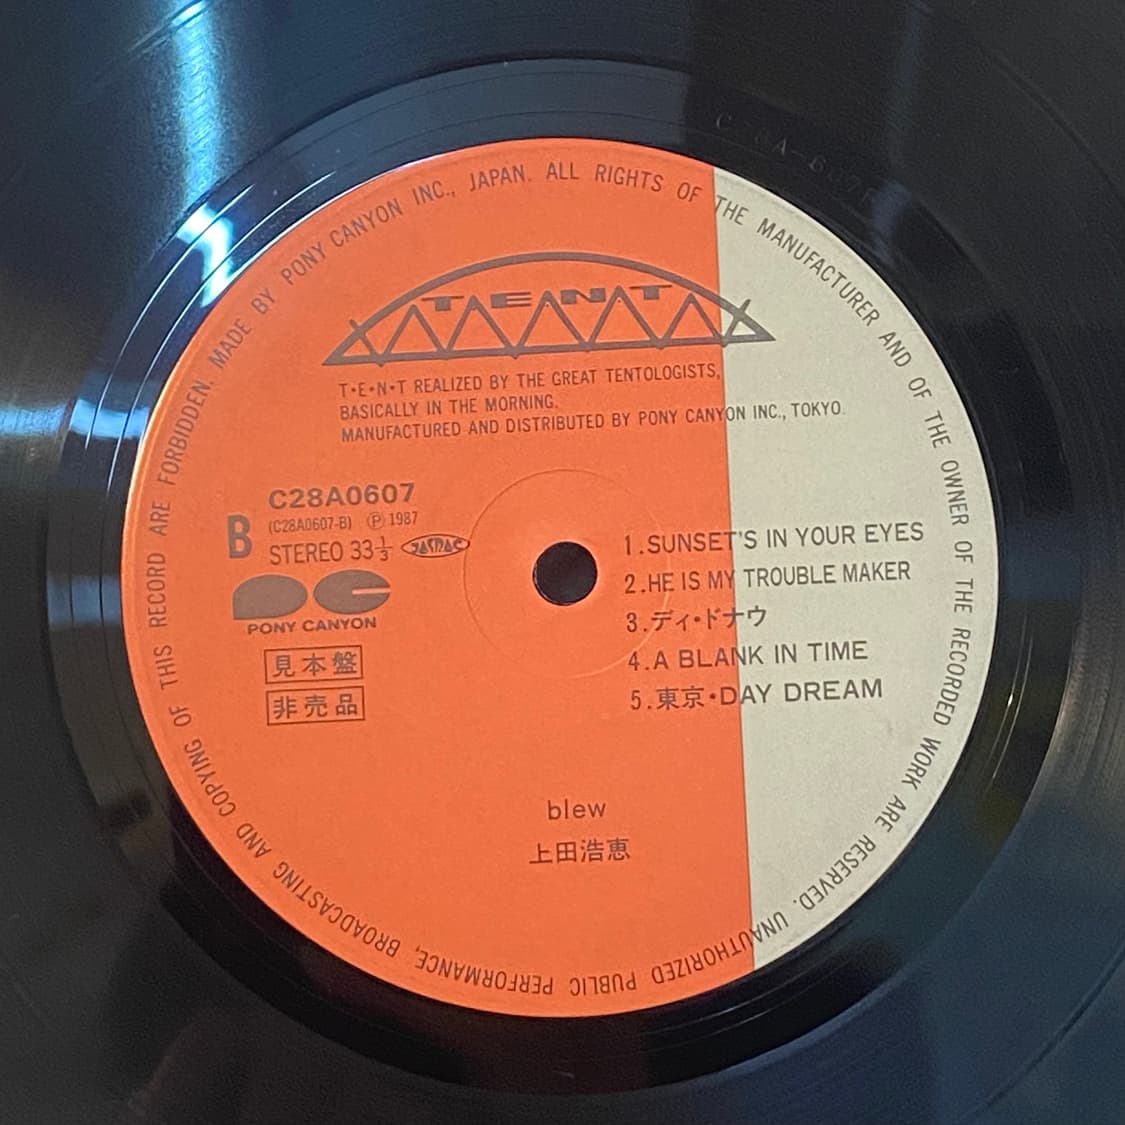 MADE BY PONY CANYON INC., JAPAN. ALL RIGHTS OF THE MANUFACTURER AND OF THE OWNER OF THE RECORDED WORK ARE RESERVED. UNAUTHORIZED PUBLIC PERFORMANCE, BROADCASTING AND COPYING OF THIS RECORD ARE FORBIDDEN.
TENT
T•E•N•T REALIZED BY THE GREAT TENTOLOGISTS,
BASICALLY IN THE MORNING.
MANUFACTURED AND DISTRIBUTED BY PONY CANYON INC., TOKYO.
B
C28A0607
(C28A0607-B) Ⓟ 1987
STEREO 33⅓ JASRAC
PONY CANYON
見本盤
非売品
1.SUNSET'S IN YOUR EYES
2.HE IS MY TROUBLE MAKER
3.ディ・ドナウ
4.A BLANK IN TIME
5.東京・DAY DREAM
blew
上田浩恵